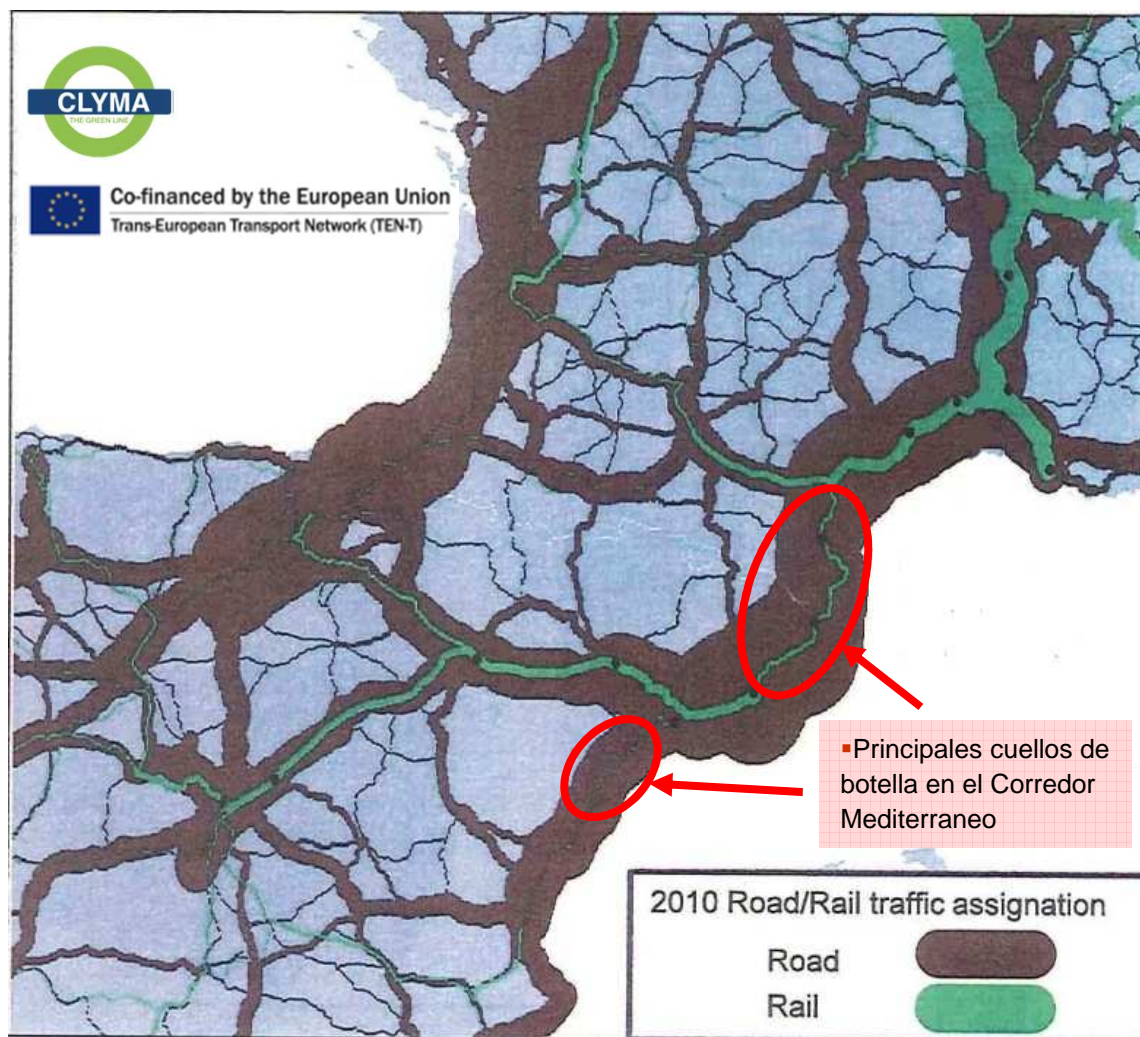 CLYMA
THE GREEN LINE
Co-financed by the European Union
Trans-European Transport Network (TEN-T)
▪Principales cuellos de
botella en el Corredor
Mediterraneo
2010 Road/Rail traffic assignation
Road
Rail